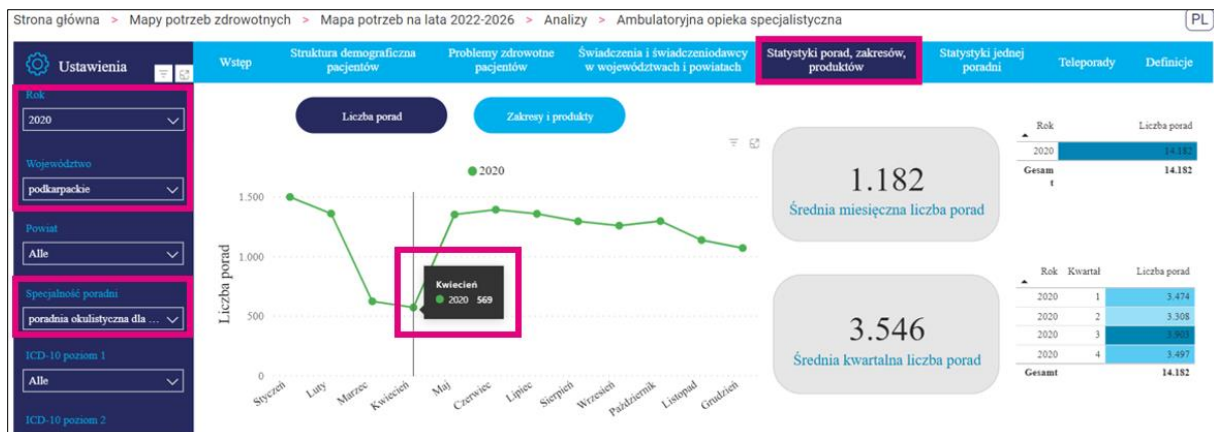 Strona główna > Mapy potrzeb zdrowotnych > Mapa potrzeb na lata 2022-2026 > Analizy > Ambulatoryjna opieka specjalistyczna
PL
Ustawienia
Wstęp
Struktura demograficzna
pacjentów
Problemy zdrowotne
pacjentów
Świadczenia i świadczeniodawcy
w województwach i powiatach
Statystyki porad, zakresów,
produktów
Statystyki jednej
poradni
Teleporady
Definicje
Rok
2020
Województwo
podkarpackie
Powiat
Alle
Specjalność poradni
poradnia okulistyczna dla ...
ICD-10 poziom 1
Alle
ICD-10 poziom 2
Liczba porad
Zakresy i produkty
2020
Liczba porad
1.500
1.000
500
0
Kwiecień
2020 569
Styczeń
Luty
Marzec
Kwiecień
Maj
Czerwiec
Lipiec
Sierpień
Wrzesień
Październik
Listopad
Grudzień
1.182
Średnia miesięczna liczba porad
3.546
Średnia kwartalna liczba porad
Rok Liczba porad
2020 14.182
Gesam 14.182
t
Rok Kwartał Liczba porad
2020 1 3.474
2020 2 3.308
2020 3 3.903
2020 4 3.497
Gesamt 14.182